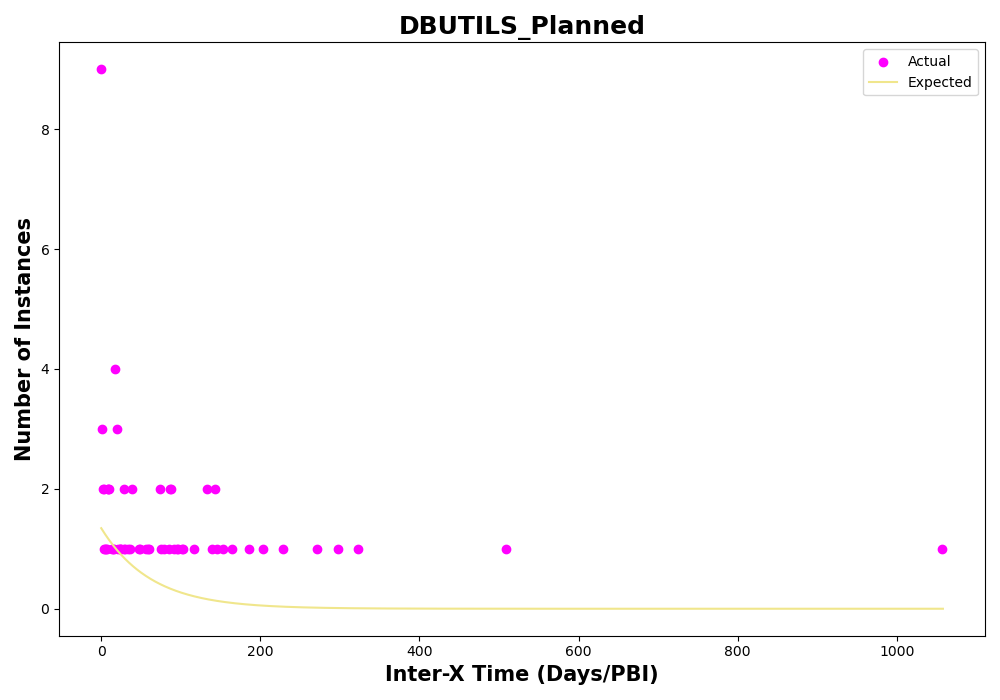 DBUTILS_Planned
Actual
Expected
8
6
4
2
0
Number of Instances
0 200 400 600 800 1000
Inter-X Time (Days/PBI)